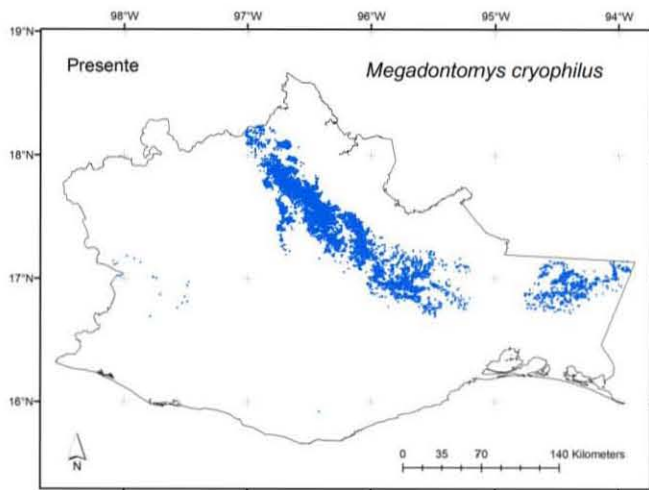 98°W 97°W 96°W 95°W 94°W
19°N
Presente Megadontomys cryophilus
18°N
17°N
16°N
0 35 70 140 Kilometers
N